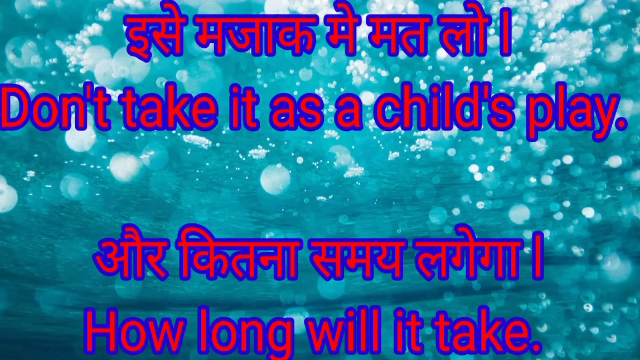 इसे मजाक मे मत लो l
Don't take it as a child's play.
और कितना समय लगेगा l
How long will it take.